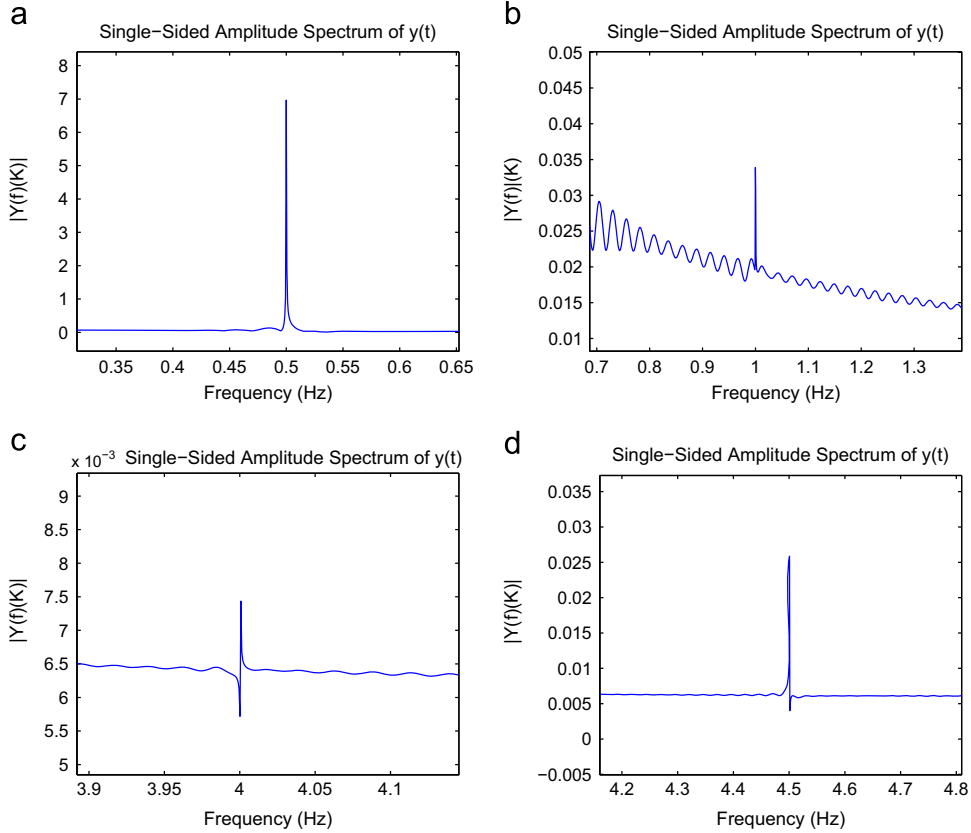 a
Single−Sided Amplitude Spectrum of y(t)
|Y(f)(K)|
8
7
6
5
4
3
2
1
0
0.35 0.4 0.45 0.5 0.55 0.6 0.65
Frequency (Hz)
b
Single−Sided Amplitude Spectrum of y(t)
|Y(f)|(K)
0.05
0.045
0.04
0.035
0.03
0.025
0.02
0.015
0.01
0.7 0.8 0.9 1 1.1 1.2 1.3
Frequency (Hz)
c
x 10−3 Single−Sided Amplitude Spectrum of y(t)
|Y(f)(K)|
9
8.5
8
7.5
7
6.5
6
5.5
5
3.9 3.95 4 4.05 4.1
Frequency (Hz)
d
Single−Sided Amplitude Spectrum of y(t)
|Y(f)(K)|
0.035
0.03
0.025
0.02
0.015
0.01
0.005
0
−0.005
4.2 4.3 4.4 4.5 4.6 4.7 4.8
Frequency (Hz)